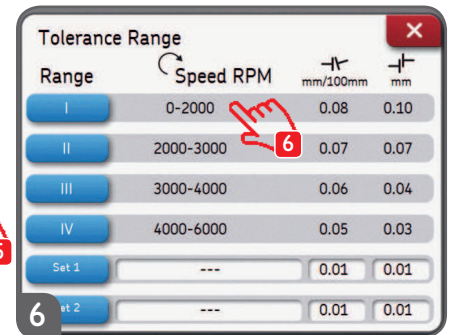 Tolerance Range
Range Speed RPM mm/100mm mm
I 0-2000 0.08 0.10
6
II 2000-3000 0.07 0.07
III 3000-4000 0.06 0.04
IV 4000-6000 0.05 0.03
Set 1 --- 0.01 0.01
6 et 2 --- 0.01 0.01